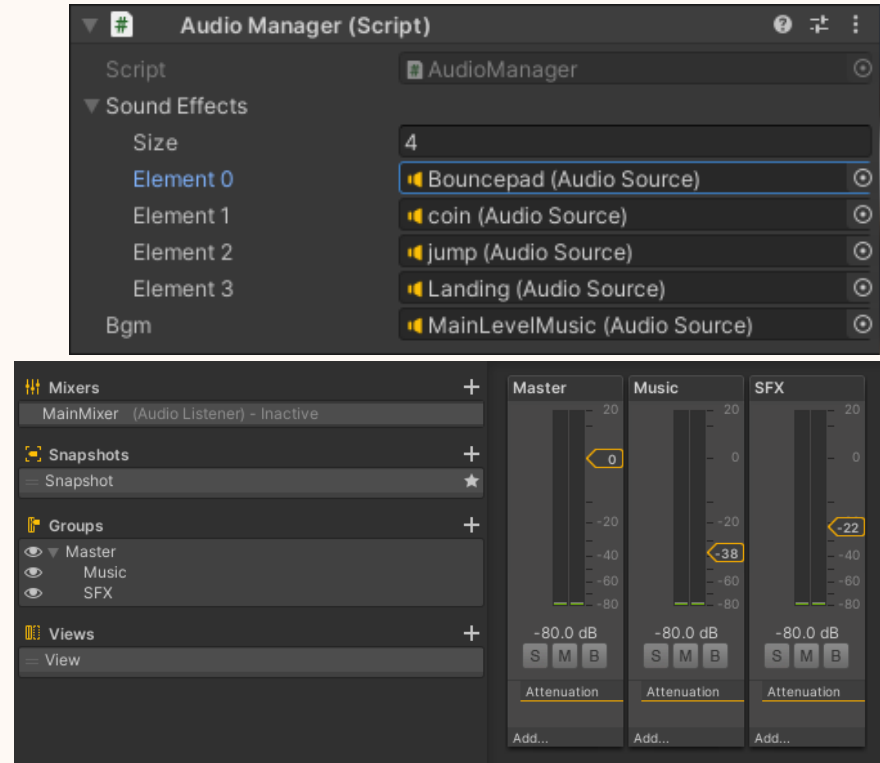 Audio Manager (Script)
Script AudioManager
Sound Effects
Size 4
Element 0 Bouncepad (Audio Source)
Element 1 coin (Audio Source)
Element 2 jump (Audio Source)
Element 3 Landing (Audio Source)
Bgm MainLevelMusic (Audio Source)
Mixers +
MainMixer (Audio Listener) - Inactive
Snapshots +
Snapshot
Groups +
Master
Music
SFX
Views +
View
Master Music SFX
20 20 20
0 0 0
0
-20 -20 -22
-38
-20
-40 -40 -40
-60 -60 -60
-80 -80 -80
-80.0 dB -80.0 dB -80.0 dB
S M B S M B S M B
Attenuation Attenuation Attenuation
Add... Add... Add...